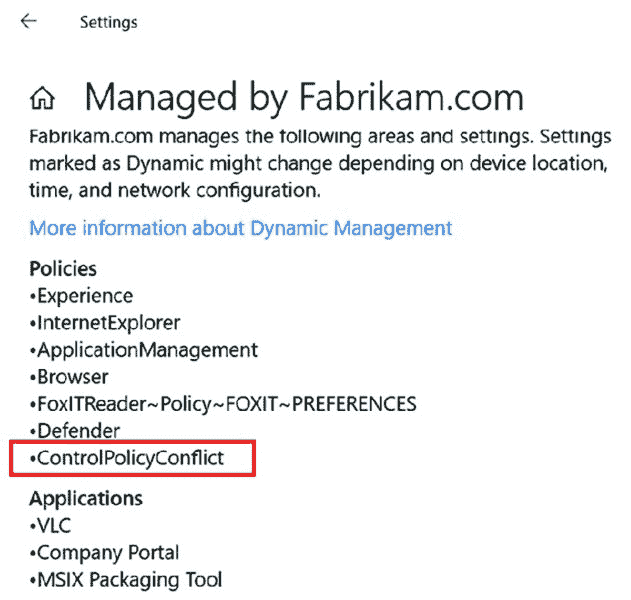 Settings
Managed by Fabrikam.com
Fabrikam.com manages the following areas and settings. Settings
marked as Dynamic might change depending on device location,
time, and network configuration.
More information about Dynamic Management
Policies
•Experience
•InternetExplorer
•ApplicationManagement
•Browser
•FoxITReader~Policy~FOXIT~PREFERENCES
•Defender
•ControlPolicyConflict
Applications
•VLC
•Company Portal
•MSIX Packaging Tool